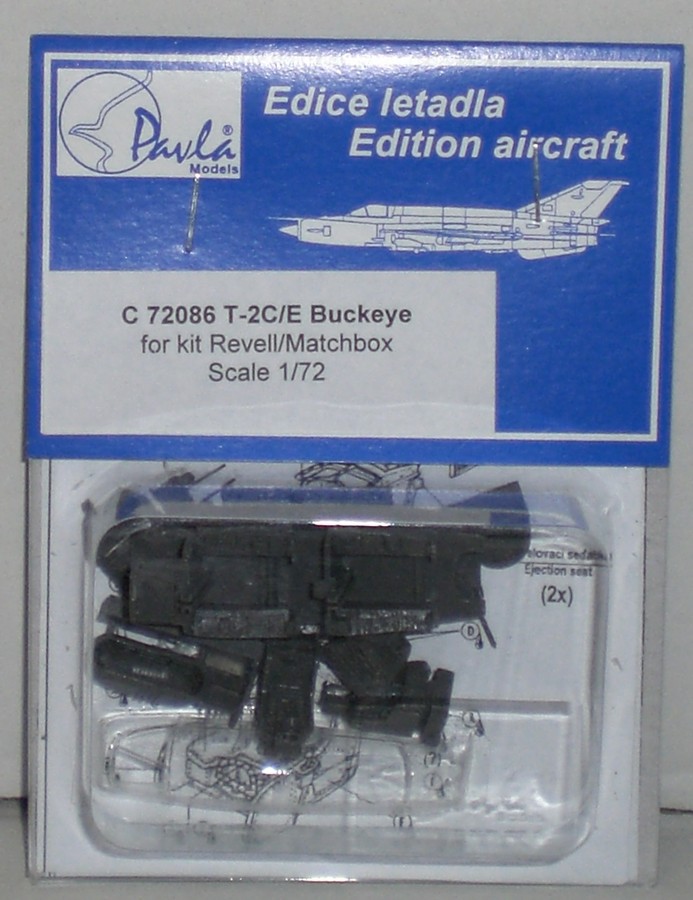 Edice letadla
Edition aircraft
Pavla®
Models
C 72086 T-2C/E Buckeye
for kit Revell/Matchbox
Scale 1/72
Ejection seat
(2x)
D